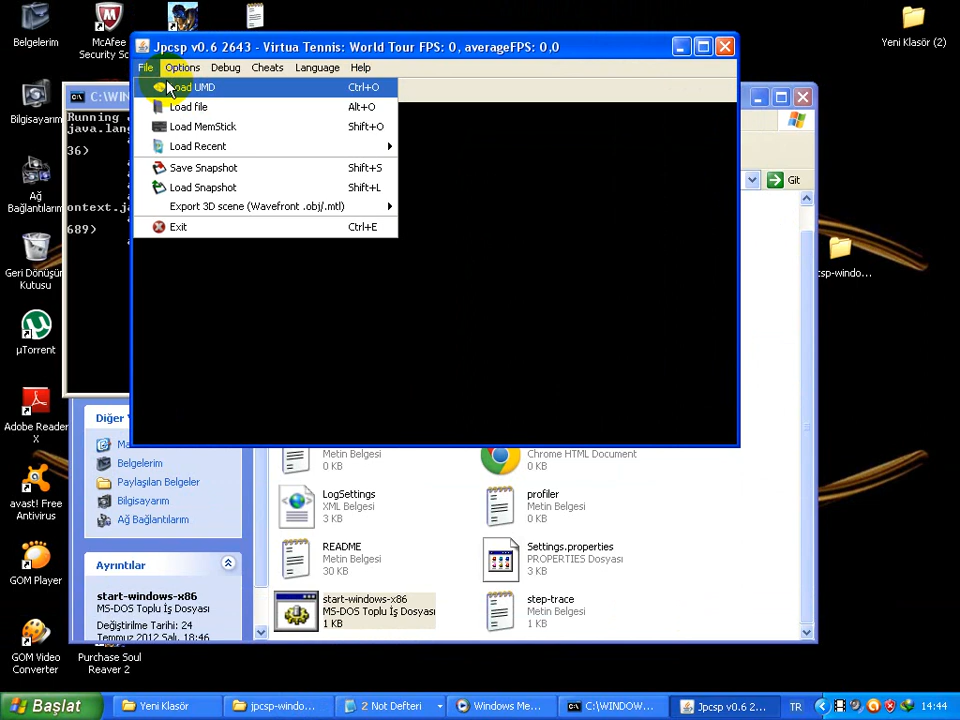 Belgelerim
McAfee
Security Sc
Yeni Klasör (2)
Jpcsp v0.6 2643 - Virtua Tennis: World Tour FPS: 0, averageFPS: 0,0
File Options Debug Cheats Language Help
Load UMD Ctrl+O
Load file Alt+O
Load MemStick Shift+O
Load Recent
Save Snapshot Shift+S
Load Snapshot Shift+L
Export 3D scene (Wavefront .obj/.mtl)
Exit Ctrl+E
C:\WIN
Running
java.lang
36)
ontext.ja
689)
Git
Bilgisayarım
Ağ
Bağlantılarım
Geri Dönüşüm
Kutusu
µTorrent
Adobe Reader
X
avast! Free
Antivirus
GOM Player
GOM Video
Converter
Purchase Soul
Reaver 2
csp-windo...
Diğer
Belgelerim
Paylaşılan Belgeler
Bilgisayarım
Ağ Bağlantılarım
Ayrıntılar
start-windows-x86
MS-DOS Toplu İş Dosyası
Değiştirilme Tarihi: 24
Temmuz 2012 Salı, 18:46
Metin Belgesi
0 KB
Chrome HTML Document
LogSettings
XML Belgesi
3 KB
profiler
Metin Belgesi
0 KB
README
Metin Belgesi
30 KB
Settings.properties
PROPERTIES Dosyası
3 KB
start-windows-x86
MS-DOS Toplu İş Dosyası
1 KB
step-trace
Metin Belgesi
1 KB
Başlat
Yeni Klasör
jpcsp-windo...
2 Not Defteri
Windows Me...
C:\WINDOW...
Jpcsp v0.6 2...
TR
14:44